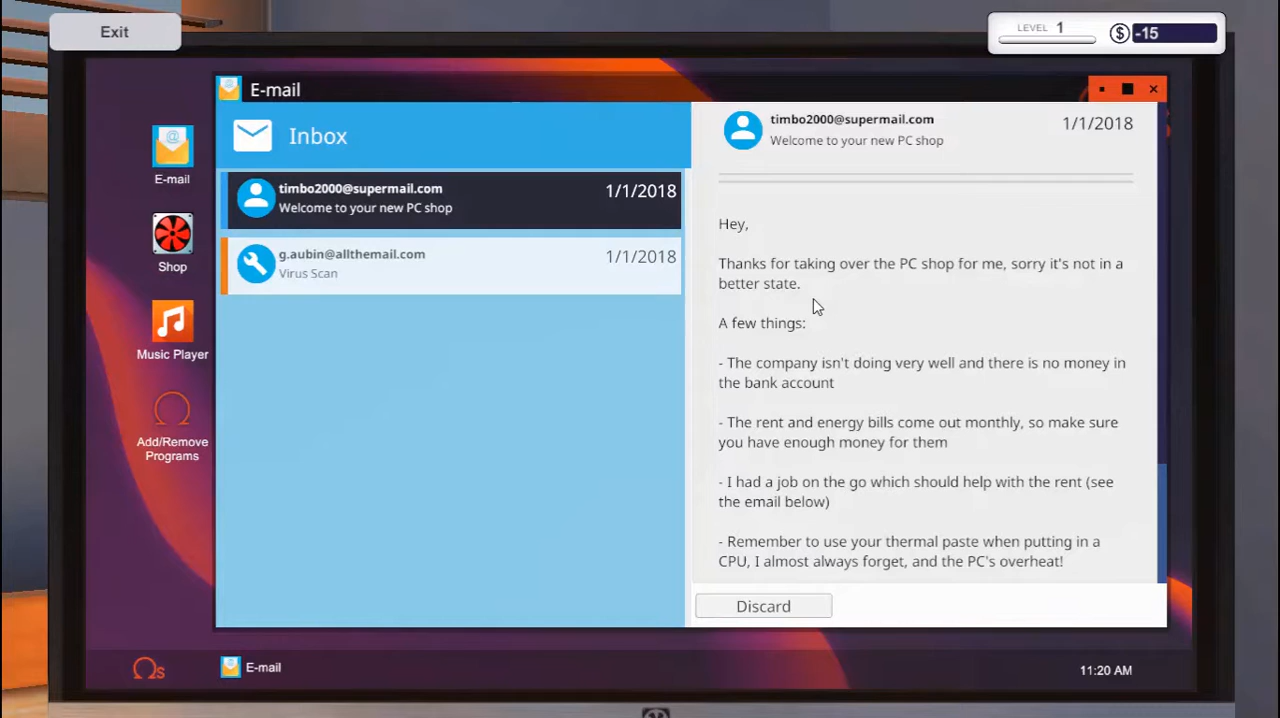 Exit
LEVEL 1
$ -15
E-mail
Inbox
timbo2000@supermail.com
Welcome to your new PC shop
1/1/2018
g.aubin@allthemail.com
Virus Scan
1/1/2018
timbo2000@supermail.com
Welcome to your new PC shop
1/1/2018
Hey,
Thanks for taking over the PC shop for me, sorry it's not in a
better state.
A few things:
- The company isn't doing very well and there is no money in
the bank account
- The rent and energy bills come out monthly, so make sure
you have enough money for them
- I had a job on the go which should help with the rent (see
the email below)
- Remember to use your thermal paste when putting in a
CPU, I almost always forget, and the PC's overheat!
Discard
E-mail
Shop
Music Player
Add/Remove
Programs
Ωs
E-mail
11:20 AM